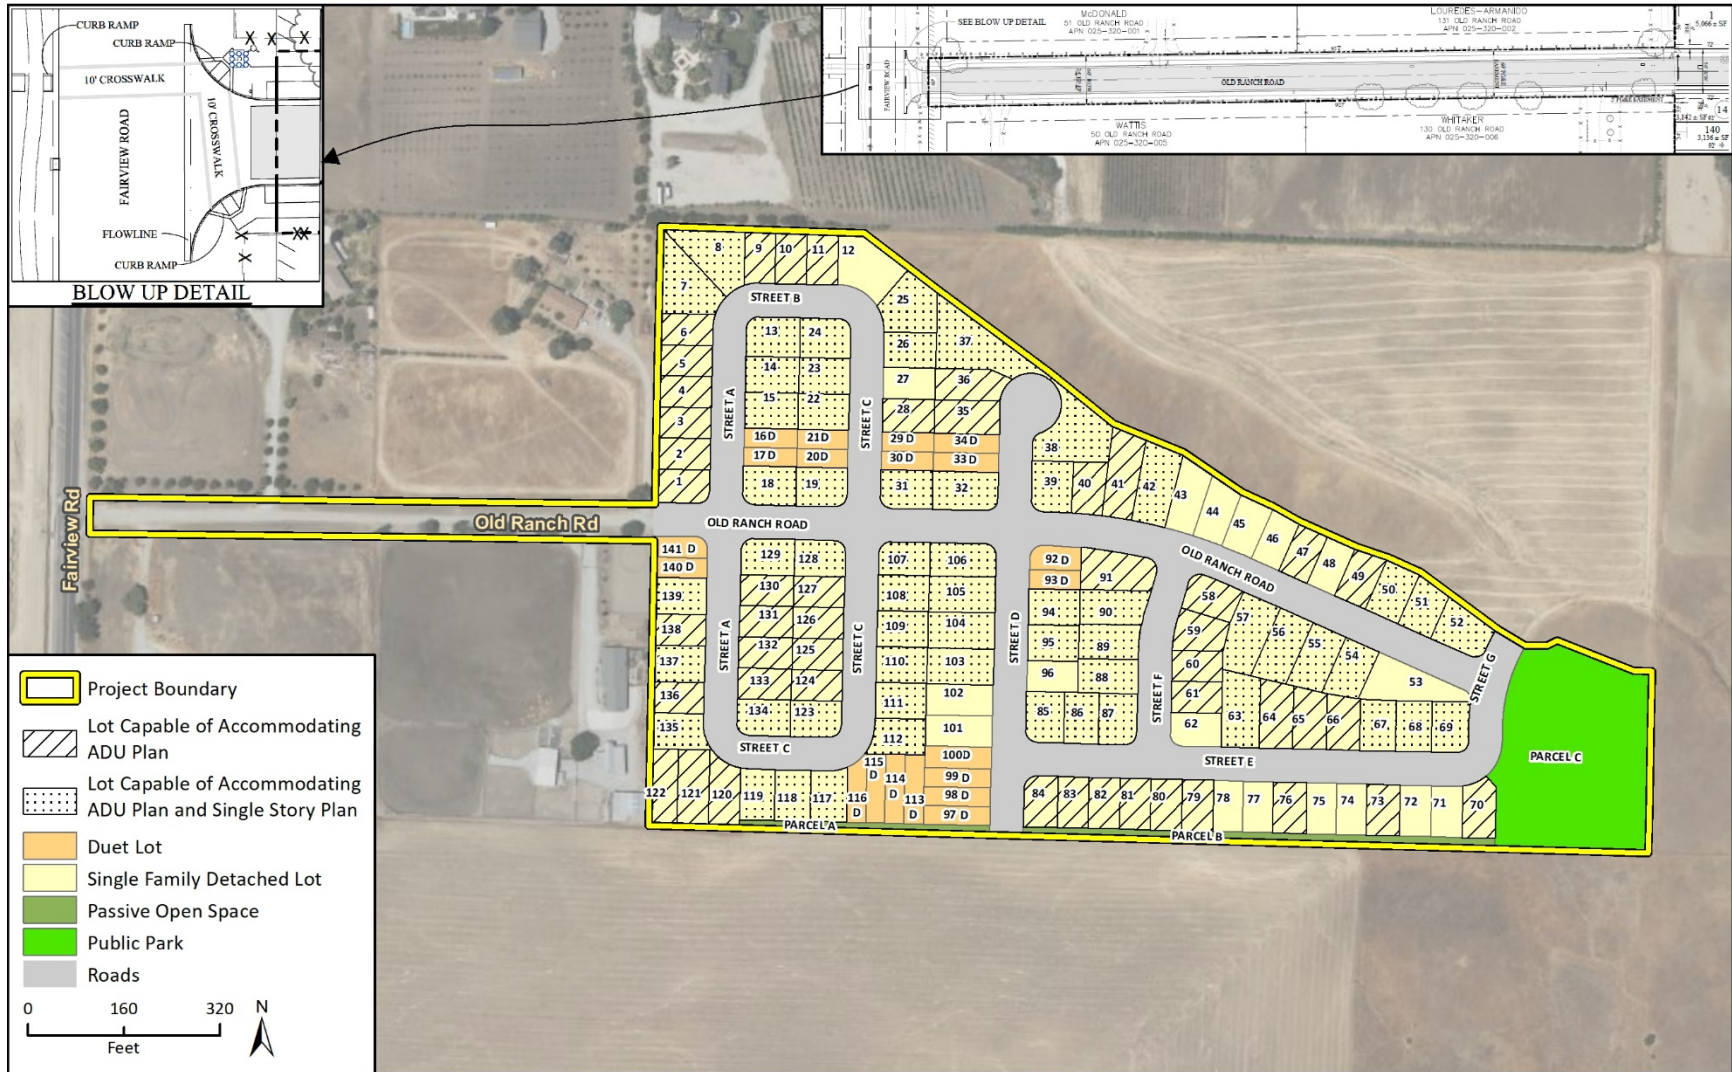 CURB RAMP
CURB RAMP
10' CROSSWALK
10' CROSSWALK
FAIRVIEW ROAD
FLOWLINE
CURB RAMP
BLOW UP DETAIL
SEE BLOW UP DETAIL
McDONALD
51 OLD RANCH ROAD
APN 025-320-001
LOUREDES-ARMANIDO
131 OLD RANCH ROAD
APN 025-320-002
1
5,066 ± SF
FAIRVIEW ROAD
OLD RANCH ROAD
WATTIS
50 OLD RANCH ROAD
APN 025-320-005
WHITAKER
130 OLD RANCH ROAD
APN 025-320-006
14
140
3,136 ± SF
8
9
10
11
12
7
STREET B
25
6
13
24
26
37
5
14
23
27
36
4
15
22
28
35
3
STREET A
STREET C
16 D
21 D
29 D
34 D
38
2
17 D
20 D
30 D
33 D
1
18
19
31
32
39
40
41
42
43
44
45
46
47
48
49
50
51
52
Fairview Rd
Old Ranch Rd
OLD RANCH ROAD
OLD RANCH ROAD
141 D
140 D
129
128
107
106
92 D
93 D
91
58
57
56
55
54
53
139
130
127
108
105
94
90
59
138
131
126
109
104
95
89
60
137
132
125
110
103
96
88
61
136
133
124
111
102
85
86
87
62
63
64
65
66
67
68
69
135
134
123
112
101
STREET A
STREET C
STREET D
STREET F
STREET G
STREET C
STREET E
PARCEL C
100D
99 D
98 D
97 D
115
D
114
D
113
D
116
D
122
121
120
119
118
117
84
83
82
81
80
79
78
77
76
75
74
73
72
71
70
PARCEL A
PARCEL B
Project Boundary
Lot Capable of Accommodating
ADU Plan
Lot Capable of Accommodating
ADU Plan and Single Story Plan
Duet Lot
Single Family Detached Lot
Passive Open Space
Public Park
Roads
0
160
320
N
Feet